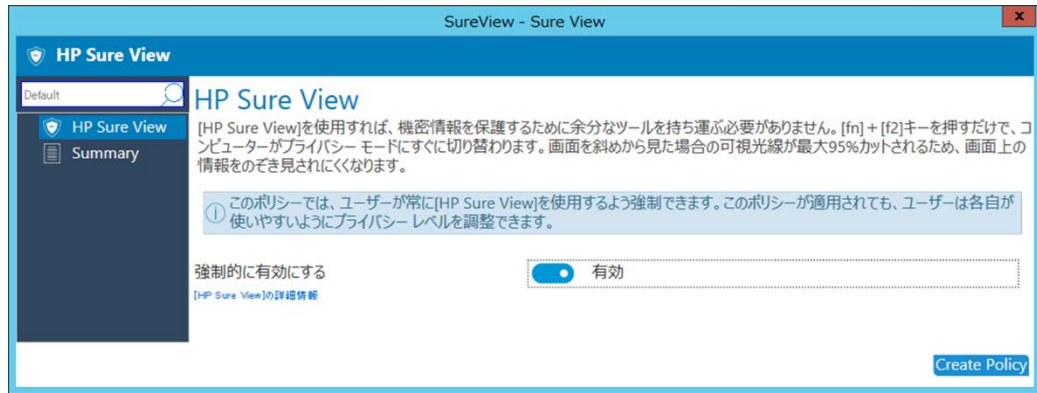 SureView - Sure View
x
HP Sure View
Default
HP Sure View
Summary
HP Sure View
[HP Sure View]を使用すれば、機密情報を保護するために余分なツールを持ち運ぶ必要がありません。[fn]+[f2]キーを押すだけで、コ
ンピューターがプライバシー モードにすぐに切り替わります。画面を斜めから見た場合の可視光線が最大95%カットされるため、画面上の
情報をのぞき見されにくくなります。
このポリシーでは、ユーザーが常に[HP Sure View]を使用するよう強制できます。このポリシーが適用されても、ユーザーは各自が
使いやすいようにプライバシー レベルを調整できます。
強制的に有効にする
有効
[HP Sure View]の詳細情報
Create Policy